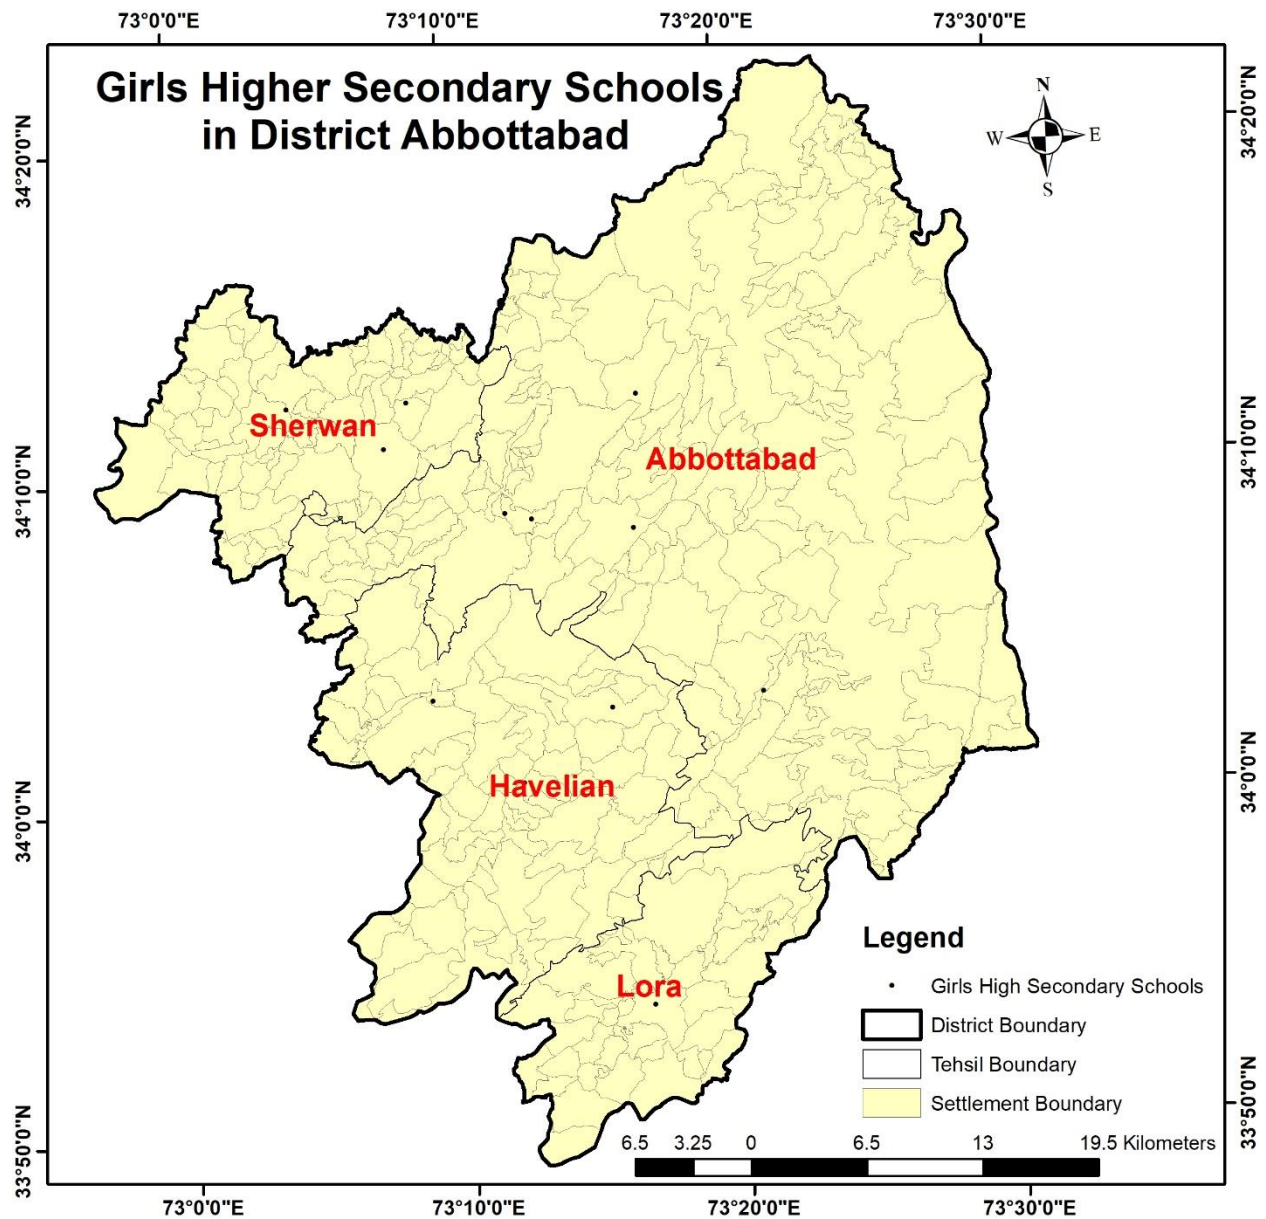 73°0'0"E
73°10'0"E
73°20'0"E
73°30'0"E
Girls Higher Secondary Schools
in District Abbottabad
N
W
E
S
34°20'0"N
34°20'0"N
34°10'0"N
34°10'0"N
34°0'0"N
34°0'0"N
33°50'0"N
33°50'0"N
Sherwan
Abbottabad
Havelian
Lora
Legend
Girls High Secondary Schools
District Boundary
Tehsil Boundary
Settlement Boundary
6.5 3.25 0 6.5 13 19.5 Kilometers
73°0'0"E
73°10'0"E
73°20'0"E
73°30'0"E